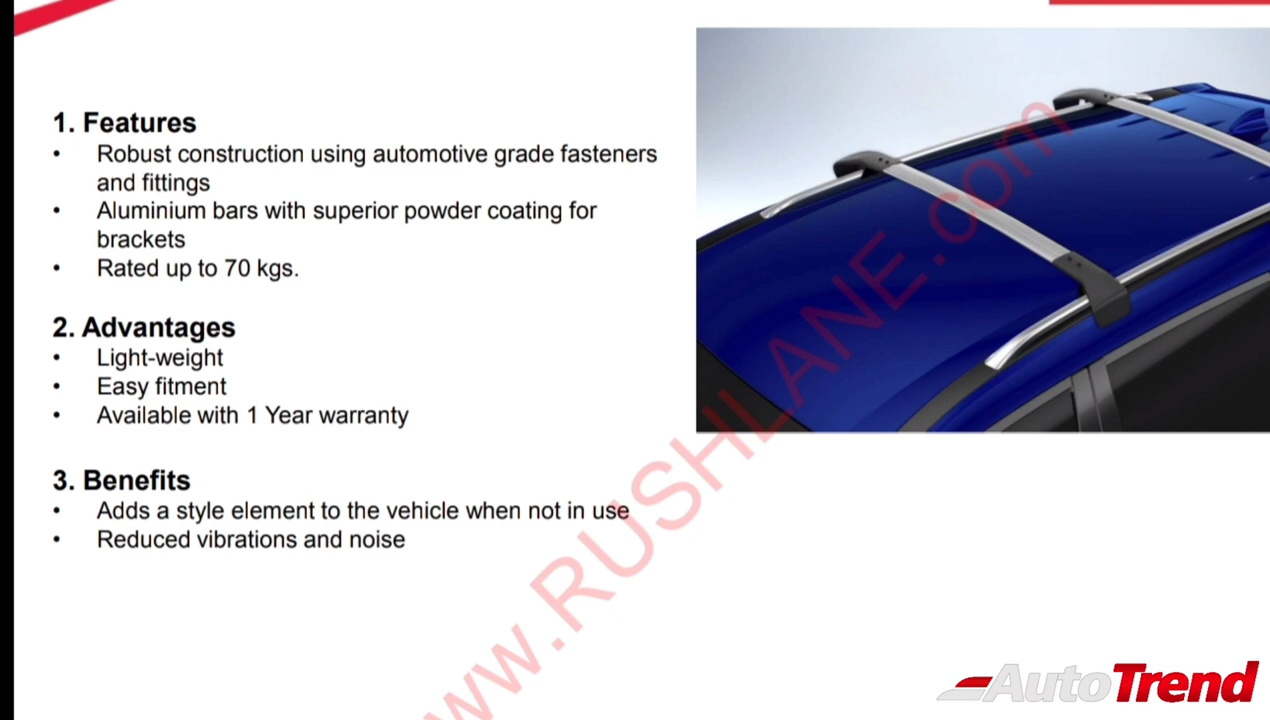 1. Features
• Robust construction using automotive grade fasteners
and fittings
• Aluminium bars with superior powder coating for
brackets
• Rated up to 70 kgs.
2. Advantages
• Light-weight
• Easy fitment
• Available with 1 Year warranty
3. Benefits
• Adds a style element to the vehicle when not in use
• Reduced vibrations and noise
ww.RUSHLANE.com
AutoTrend